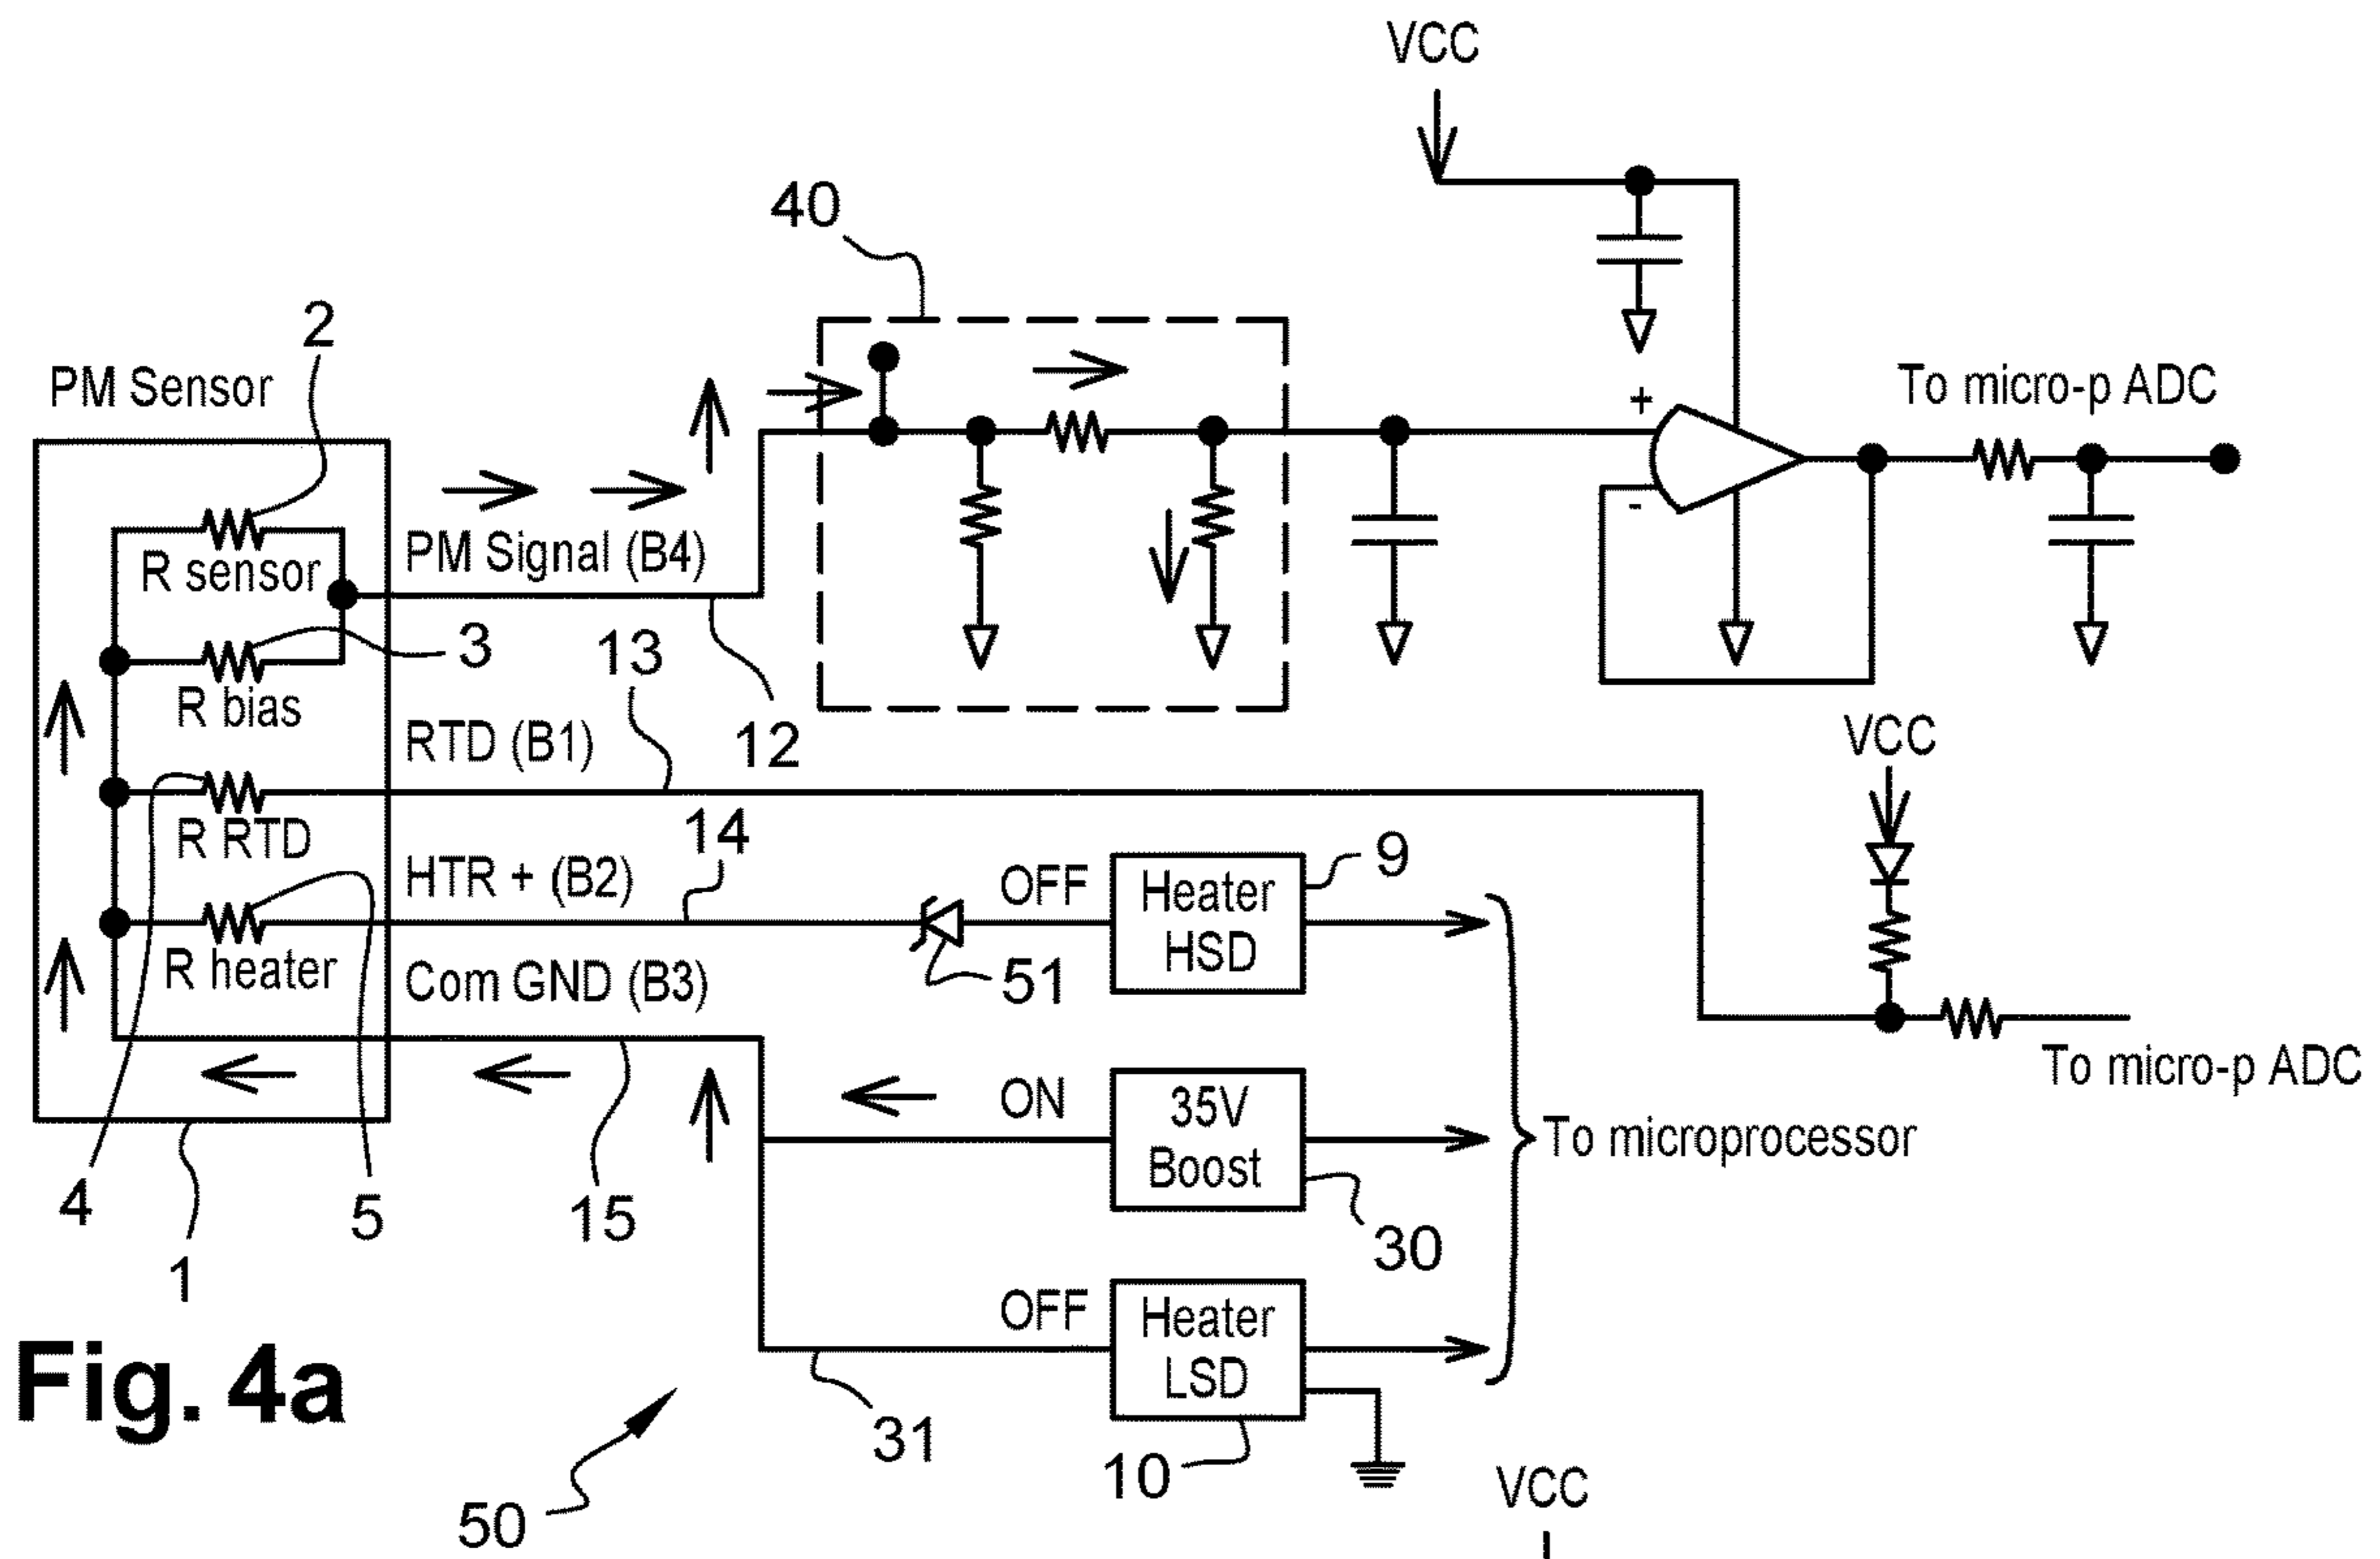 VCC
40
2
PM Sensor
To micro-p ADC
+
-
R sensor
PM Signal (B4)
3
13
R bias
12
RTD (B1)
VCC
R RTD
14
HTR + (B2)
OFF
Heater
HSD
9
R heater
51
Com GND (B3)
To micro-p ADC
ON
35V
Boost
To microprocessor
4
5
15
30
1
OFF
Heater
LSD
Fig. 4a
31
10
50
VCC